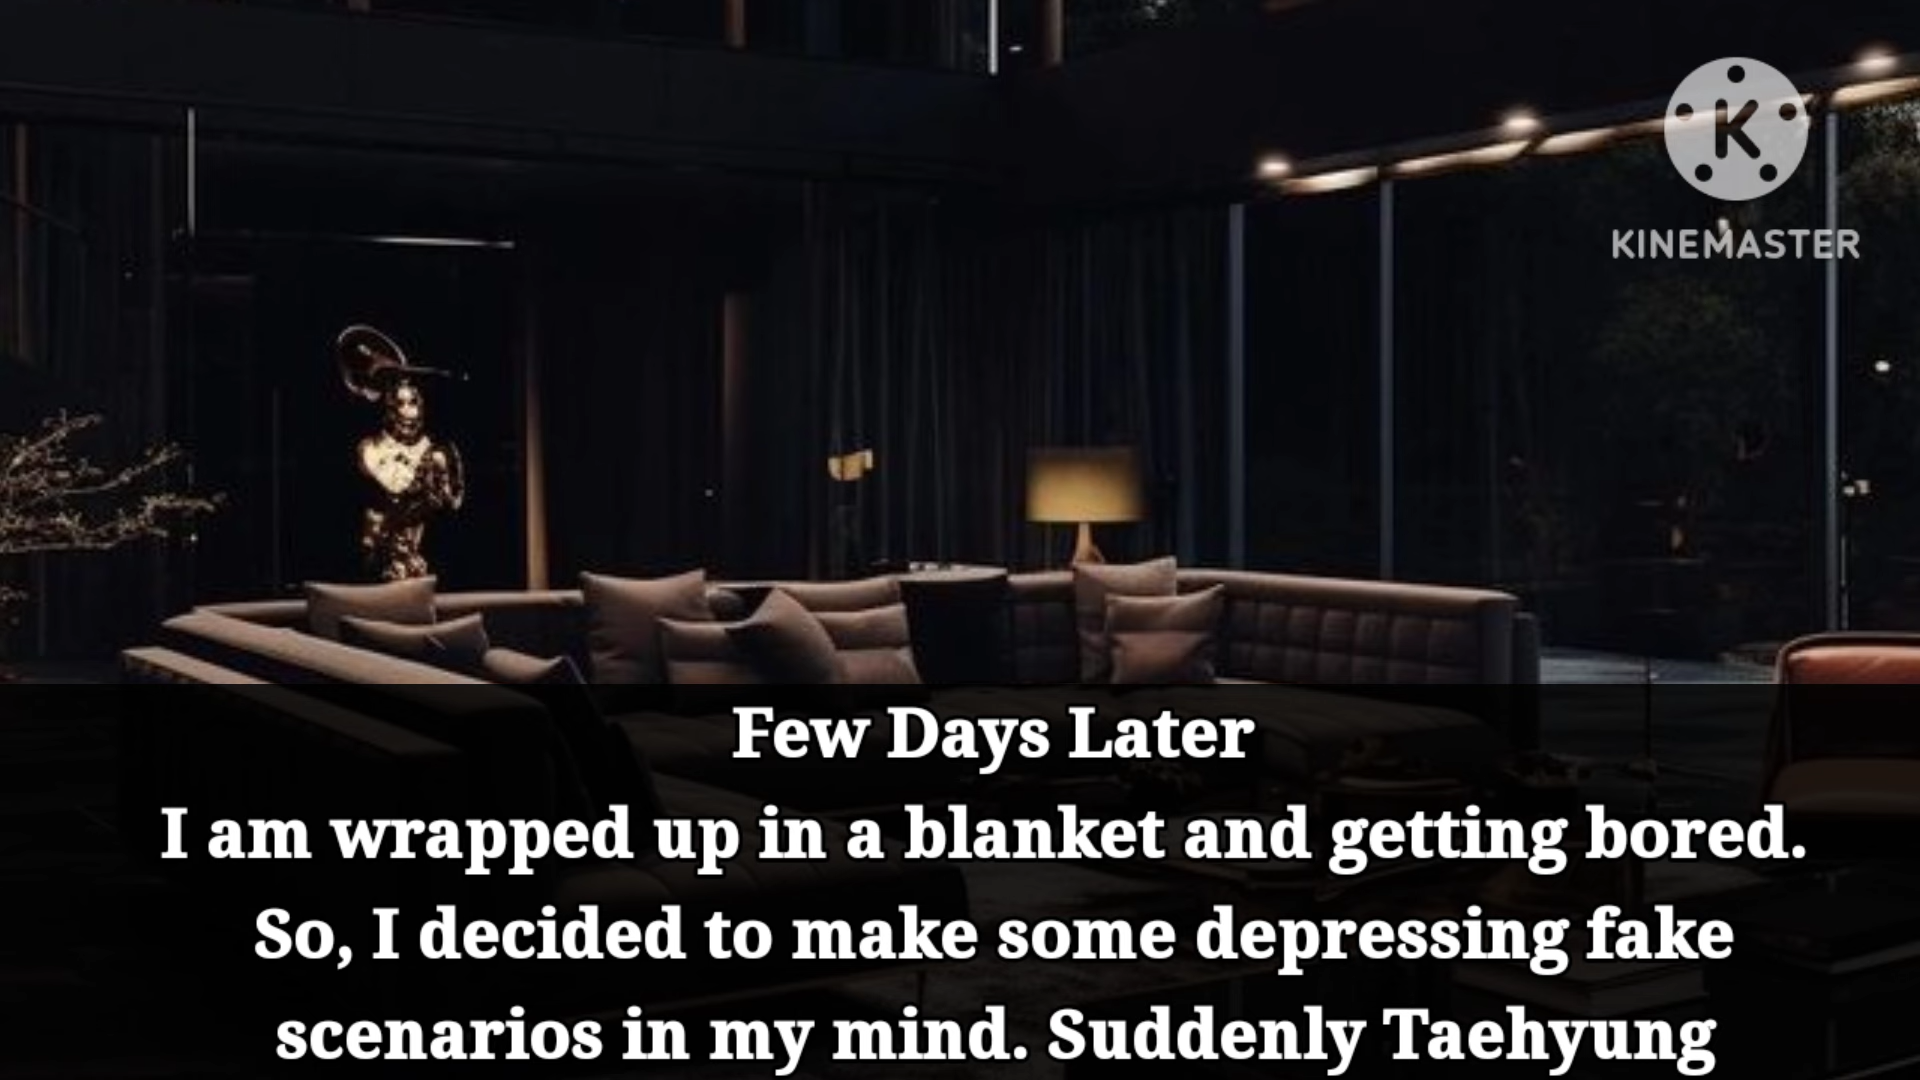 K
KINEMASTER
Few Days Later
I am wrapped up in a blanket and getting bored.
So, I decided to make some depressing fake
scenarios in my mind. Suddenly Taehyung